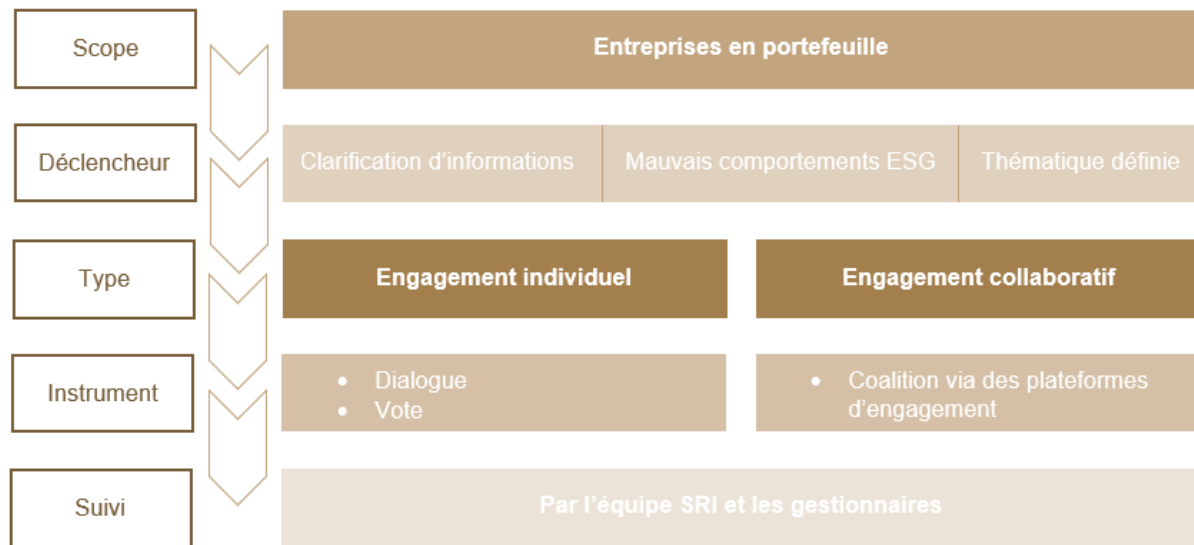 Scope
Entreprises en portefeuille
Déclencheur
Clarification d'informations
Mauvais comportements ESG
Thématique définie
Type
Engagement individuel
Engagement collaboratif
Instrument
• Dialogue
• Vote
• Coalition via des plateformes
d'engagement
Suivi
Par l'équipe SRI et les gestionnaires